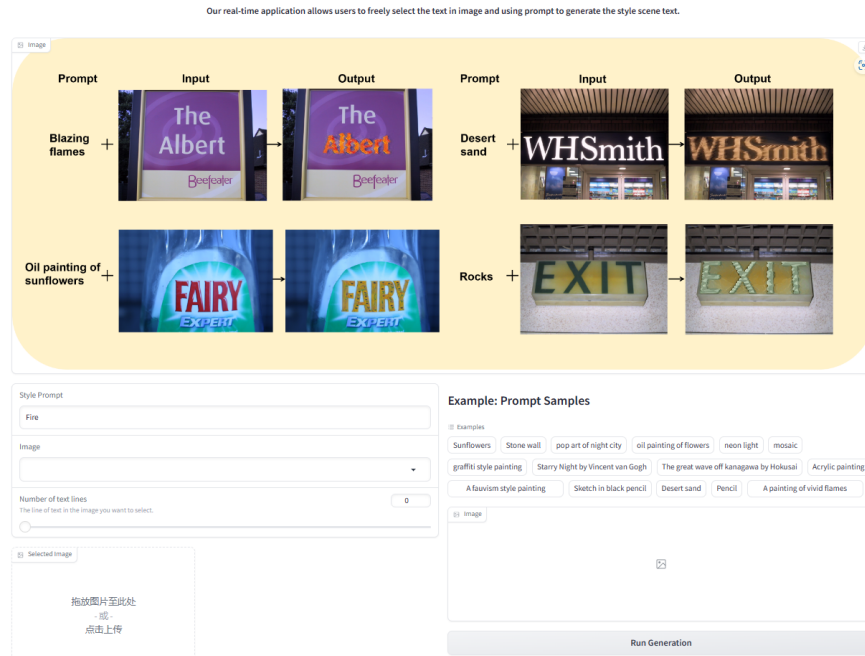 Our real-time application allows users to freely select the text in image and using prompt to generate the style scene text.
Image
Prompt Input Output Prompt Input Output
Blazing
flames
+
The
Albert
Beefeater
The
Albert
Beefeater
Desert
sand
+
WHSmith
WHSmith
Oil painting of
sunflowers
+
FAIRY
EXPERT
FAIRY
EXPERT
Rocks
+
EXIT
EXIT
Style Prompt
Fire
Image
Number of text lines
0
The line of text in the image you want to select.
Selected Image
拖放图片至此处
- 或 -
点击上传
Example: Prompt Samples
Examples
Sunflowers Stone wall pop art of night city oil painting of flowers neon light mosaic
graffiti style painting Starry Night by Vincent van Gogh The great wave off kanagawa by Hokusai Acrylic painting
A fauvism style painting Sketch in black pencil Desert sand Pencil A painting of vivid flames
Image
Run Generation